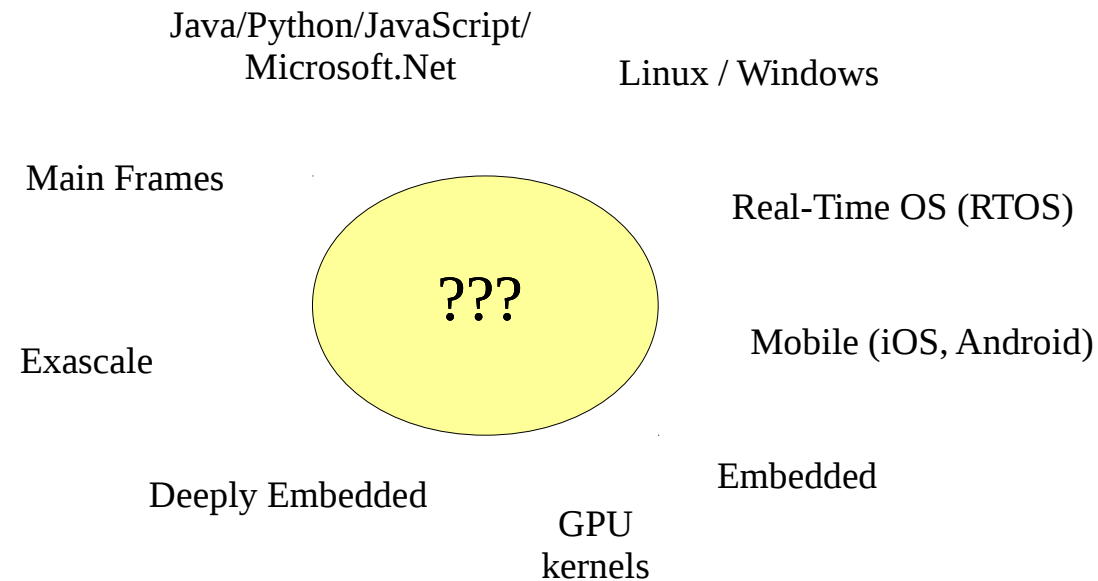 Java/Python/JavaScript/
Microsoft.Net
Linux / Windows
Main Frames
Real-Time OS (RTOS)
???
Mobile (iOS, Android)
Exascale
Embedded
Deeply Embedded
GPU
kernels